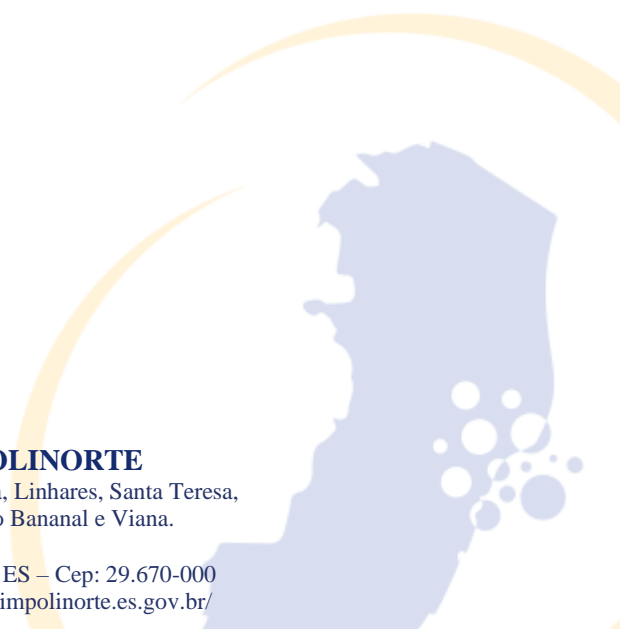 OLINORTE
, Linhares, Santa Teresa,
o Bananal e Viana.
ES – Cep: 29.670-000
impolinorte.es.gov.br/